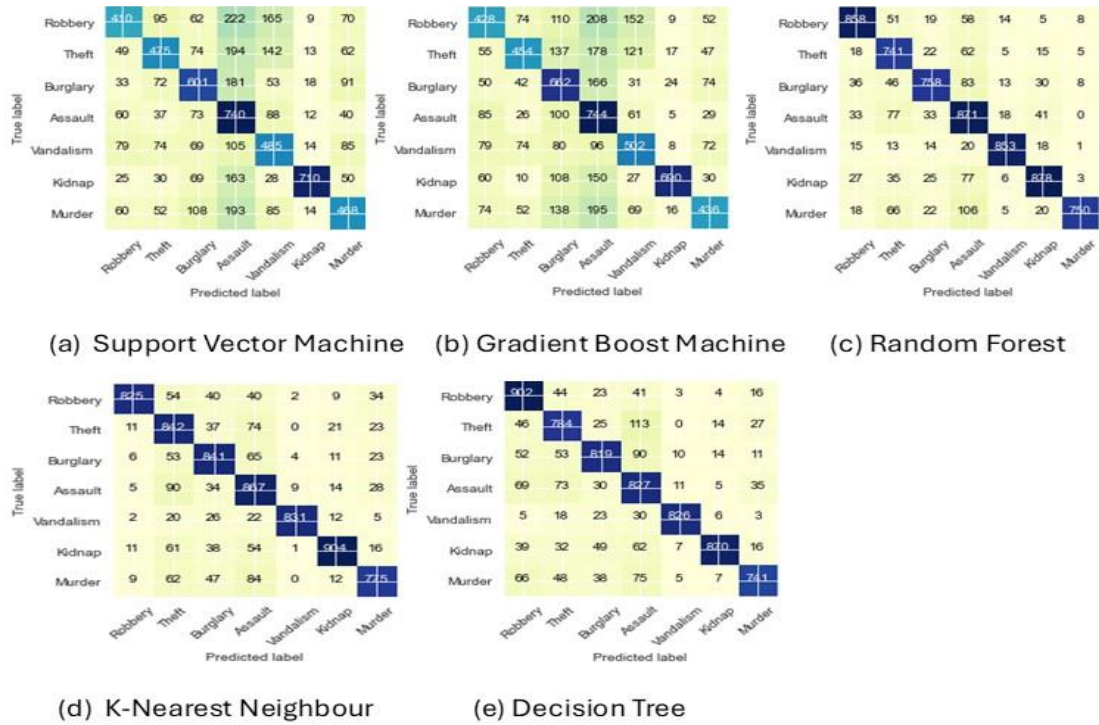 True label
Robbery 410 95 62 222 165 9 70
Theft 49 475 74 194 142 13 62
Burglary 33 72 601 181 53 18 91
Assault 60 37 73 740 88 12 40
Vandalism 79 74 69 105 485 14 85
Kidnap 25 30 69 163 28 710 50
Murder 60 52 108 193 85 14 468
Robbery Theft Burglary Assault Vandalism Kidnap Murder
Predicted label
(a) Support Vector Machine
True label
Robbery 428 74 110 208 152 9 52
Theft 55 454 137 178 121 17 47
Burglary 50 42 662 166 31 24 74
Assault 85 26 100 744 61 5 29
Vandalism 79 74 80 96 502 8 72
Kidnap 60 10 108 150 27 690 30
Murder 74 52 138 195 69 16 436
Robbery Theft Burglary Assault Vandalism Kidnap Murder
Predicted label
(b) Gradient Boost Machine
True label
Robbery 858 51 19 58 14 5 8
Theft 18 741 22 62 5 15 5
Burglary 36 46 758 83 13 30 8
Assault 33 77 33 871 18 41 0
Vandalism 15 13 14 20 853 18 1
Kidnap 27 35 25 77 6 878 3
Murder 18 66 22 106 5 20 750
Robbery Theft Burglary Assault Vandalism Kidnap Murder
Predicted label
(c) Random Forest
True label
Robbery 825 54 40 40 2 9 34
Theft 11 842 37 74 0 21 23
Burglary 6 53 841 65 4 11 23
Assault 5 90 34 867 9 14 28
Vandalism 2 20 26 22 831 12 5
Kidnap 11 61 38 54 1 904 16
Murder 9 62 47 84 0 12 775
Robbery Theft Burglary Assault Vandalism Kidnap Murder
Predicted label
(d) K-Nearest Neighbour
True label
Robbery 902 44 23 41 3 4 16
Theft 46 784 25 113 0 14 27
Burglary 52 53 819 90 10 14 11
Assault 69 73 30 827 11 5 35
Vandalism 5 18 23 30 826 6 3
Kidnap 39 32 49 62 7 870 16
Murder 66 48 38 75 5 7 741
Robbery Theft Burglary Assault Vandalism Kidnap Murder
Predicted label
(e) Decision Tree